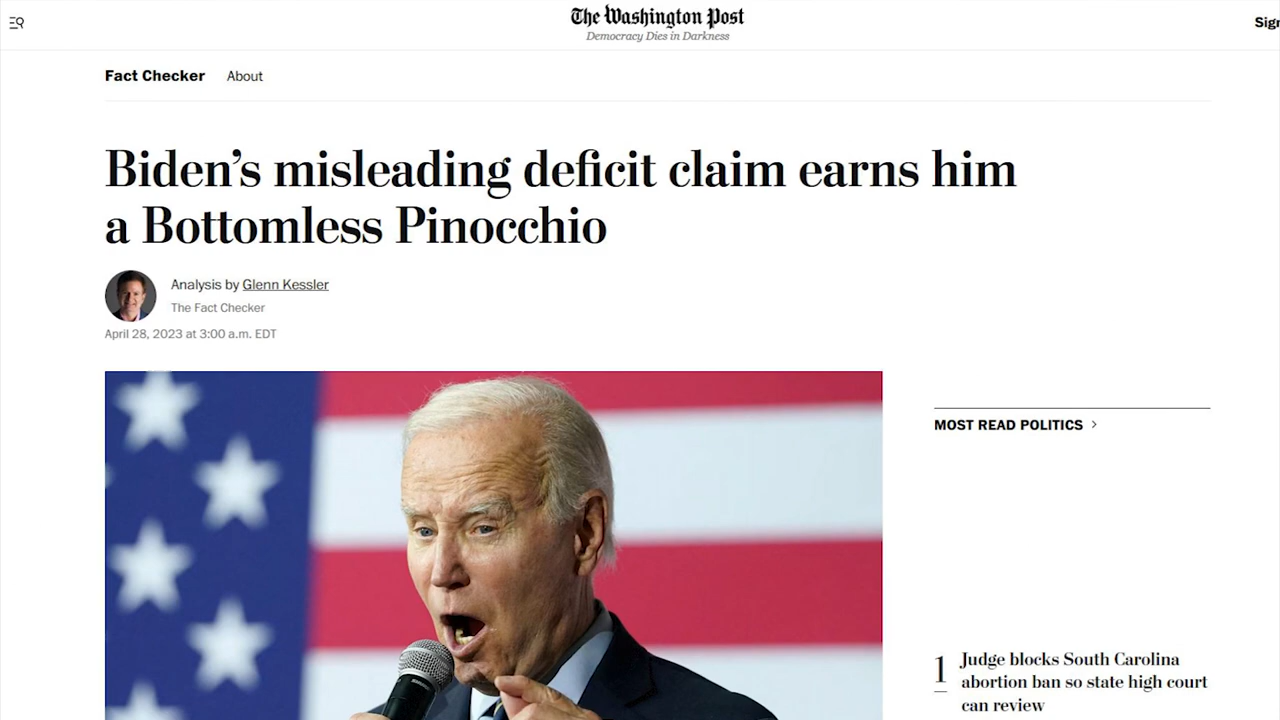 The Washington Post
Democracy Dies in Darkness
Fact Checker About
Biden's misleading deficit claim earns him
a Bottomless Pinocchio
Analysis by Glenn Kessler
The Fact Checker
April 28, 2023 at 3:00 a.m. EDT
MOST READ POLITICS
1
Judge blocks South Carolina
abortion ban so state high court
can review